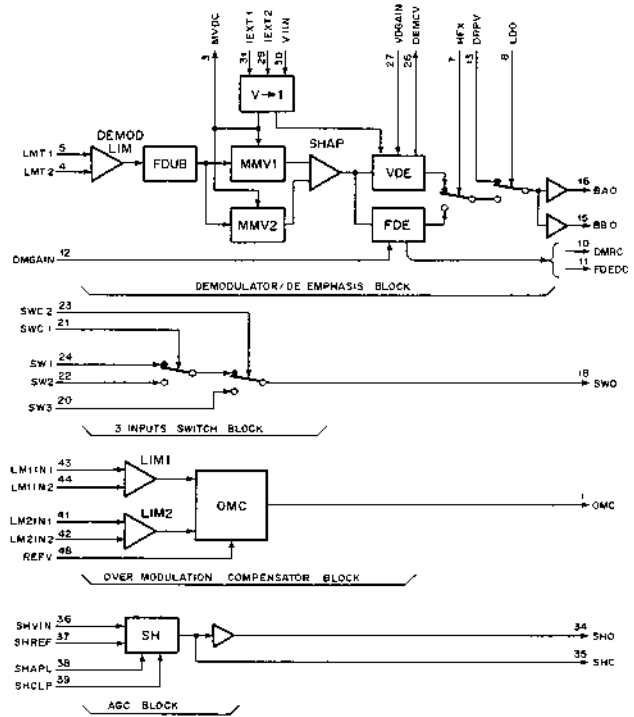 MVDC IEXT1 IEXT2 VIIN VDGAIN DEMEV MFX DRPV LDO
3 31 29 30 27 26 7 13 8
V→1
DEMOD LIM SHAP
LMT1 5 FDUB MMV1 VDE
LMT2 4
MMV2 FDE 16 BAO
15 BBO
DMGAIN 12 10 DMRC
11 FDEDC
DEMODULATOR/DE EMPHASIS BLOCK
SWC2 23
SWC1 21
SW1 24 18 SWO
SW2 22
SW3 20
3 INPUTS SWITCH BLOCK
LM1IN1 43 LIM1
LM1IN2 44 OMC 1 OMC
LM2IN1 41 LIM2
LM2IN2 42
REFV 48
OVER MODULATION COMPENSATOR BLOCK
SHVIN 36 SH 34 SHO
SHREF 37
SHAPL 38 35 SHC
SHCLP 39
AGC BLOCK